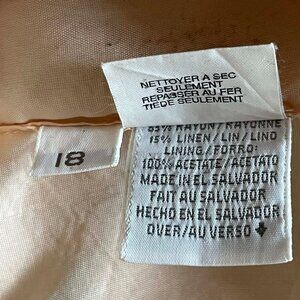 NETTOYER A SEC
SEULEMENT
REPASSER AU FER
TIEDE SEULEMENT
18
85% RAYON/RAYONNE
15% LINEN/LIN/LINO
LINING/FORRO:
100% ACETATE/ACETATO
MADE IN EL SALVADOR
FAIT AU SALVADOR
HECHO EN EL SALVADOR
OVER/AU VERSO